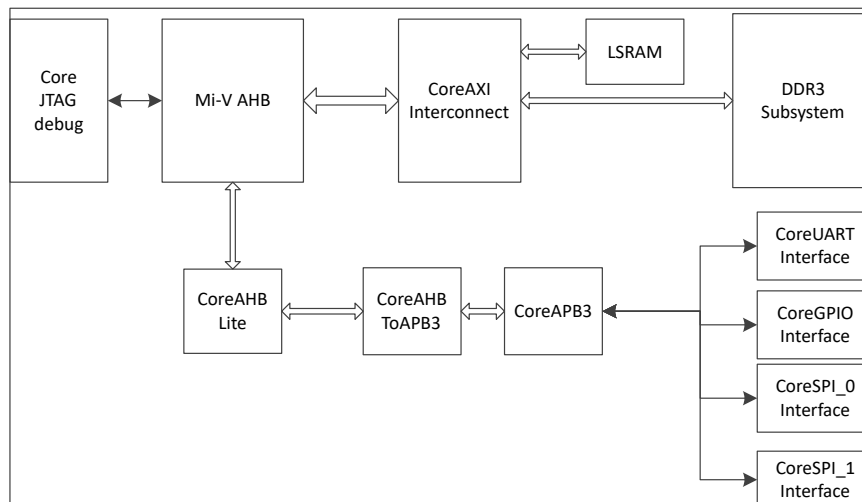 Core
JTAG
debug
Mi-V AHB
CoreAXI
Interconnect
LSRAM
DDR3
Subsystem
CoreAHB
Lite
CoreAHB
ToAPB3
CoreAPB3
CoreUART
Interface
CoreGPIO
Interface
CoreSPI_0
Interface
CoreSPI_1
Interface